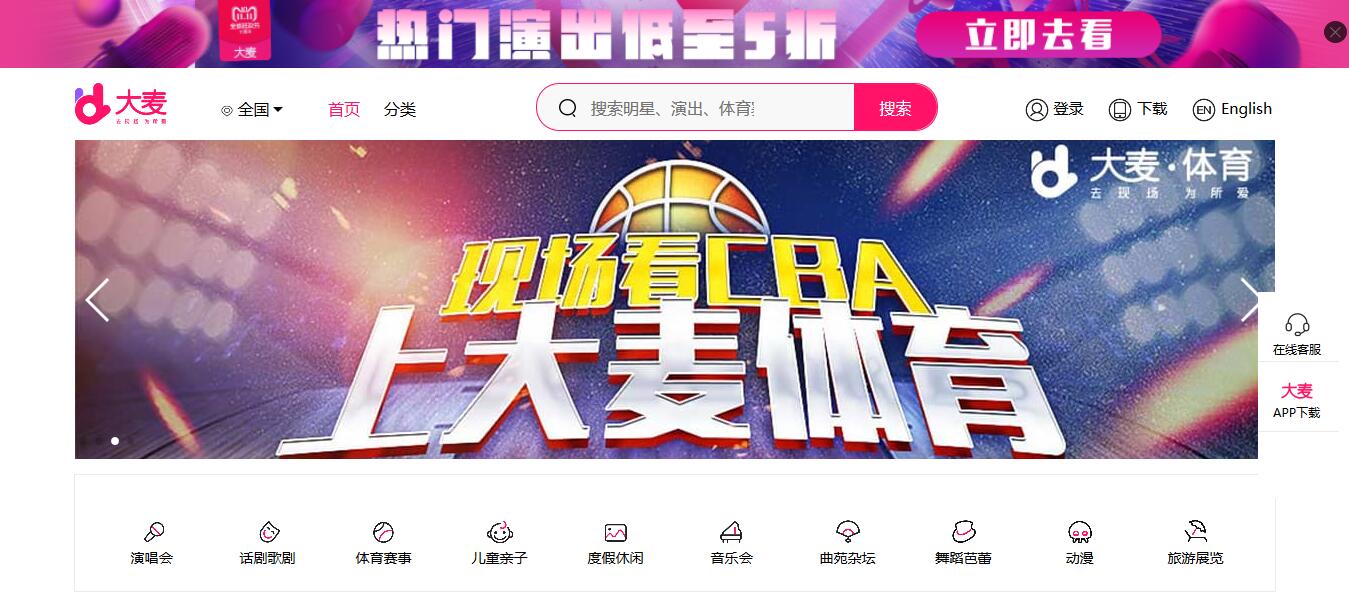 11.11
大麦
热门演出低至5折
立即去看
大麦
去现场 为所爱
全国
首页
分类
搜索明星、演出、体育赛
搜索
登录
下载
EN English
大麦·体育
去现场 为所爱
现场看CBA
上大麦体育
在线客服
大麦
APP下载
演唱会
话剧歌剧
体育赛事
儿童亲子
度假休闲
音乐会
曲苑杂坛
舞蹈芭蕾
动漫
旅游展览